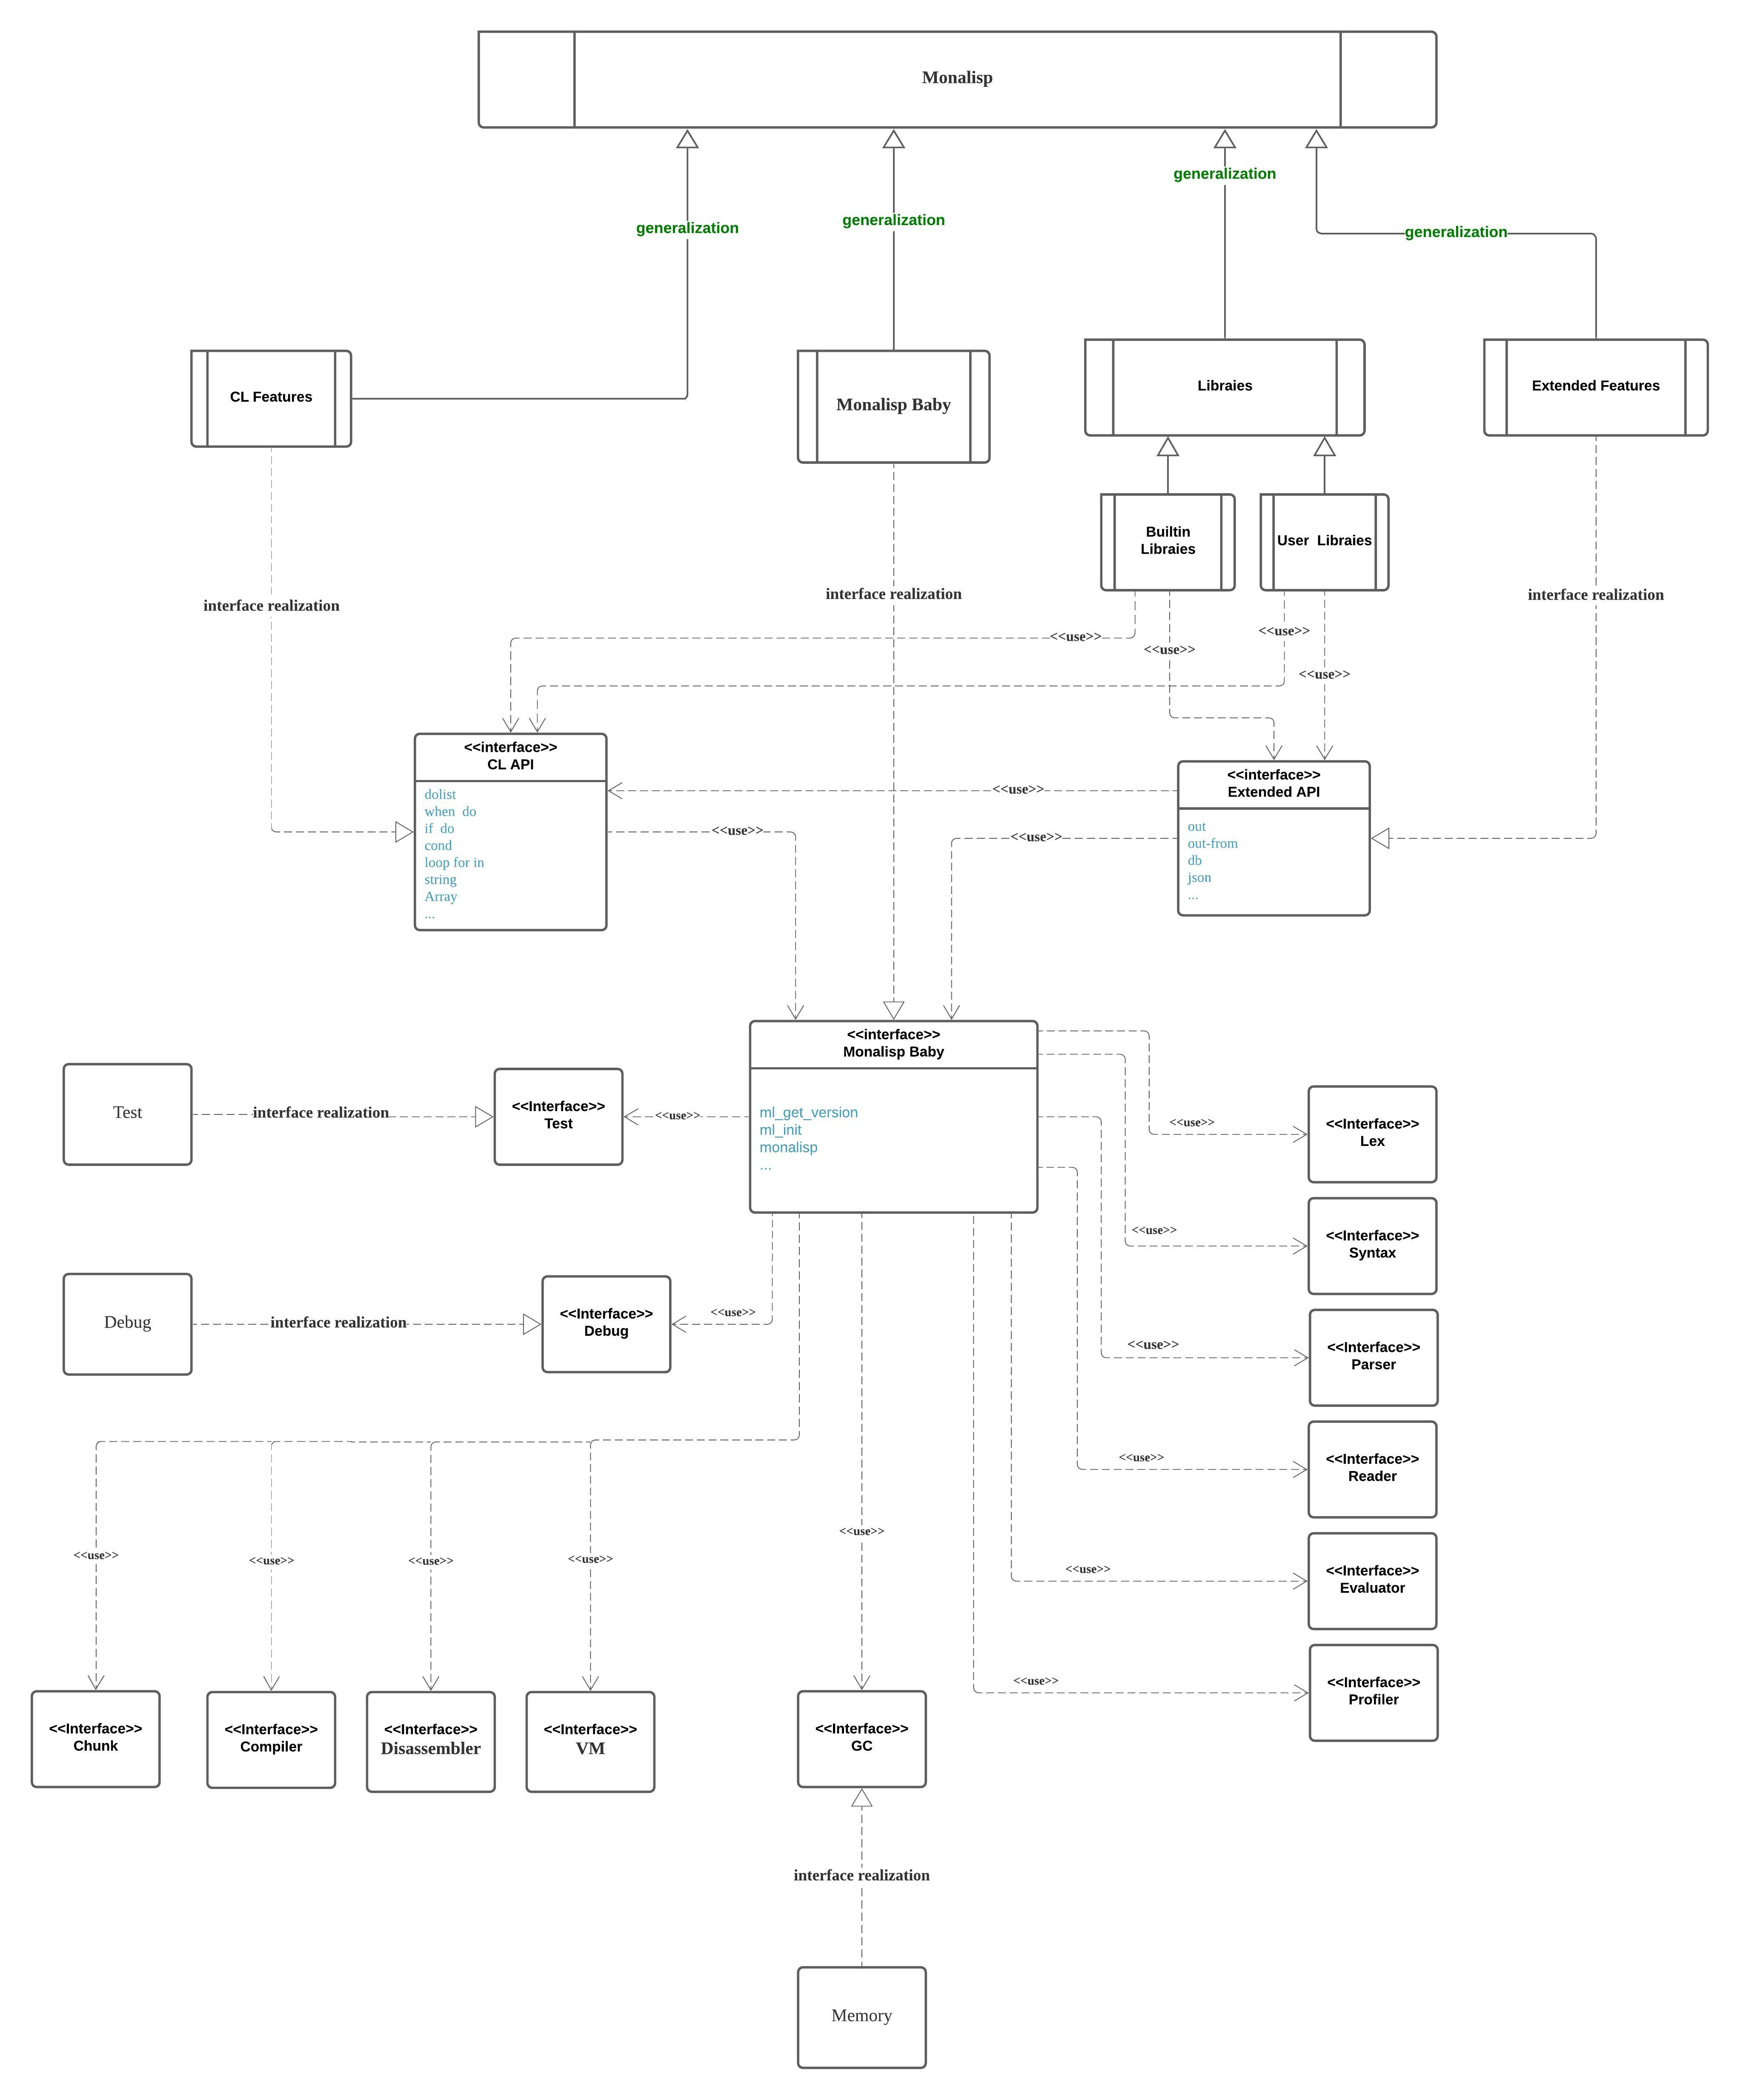 Monalisp
generalization
generalization
generalization
generalization
CL Features
Monalisp Baby
Libraies
Extended Features
Builtin
Libraies
User  Libraies
interface realization
interface realization
interface realization
<<use>>
<<use>>
<<use>>
<<use>>
<<interface>>
CL API
dolist
when  do
if  do
cond
loop for in
string
Array
...
<<use>>
<<use>>
<<use>>
<<interface>>
Extended API
out
out-from
db
json
...
<<interface>>
Monalisp Baby
ml_get_version
ml_init
monalisp
...
Test
interface realization
<<Interface>>
Test
<<use>>
<<use>>
<<Interface>>
Lex
<<use>>
<<Interface>>
Syntax
Debug
interface realization
<<Interface>>
Debug
<<use>>
<<use>>
<<Interface>>
Parser
<<use>>
<<Interface>>
Reader
<<use>>
<<use>>
<<use>>
<<use>>
<<use>>
<<use>>
<<Interface>>
Evaluator
<<use>>
<<Interface>>
Profiler
<<Interface>>
Chunk
<<Interface>>
Compiler
<<Interface>>
Disassembler
<<Interface>>
VM
<<Interface>>
GC
interface realization
Memory